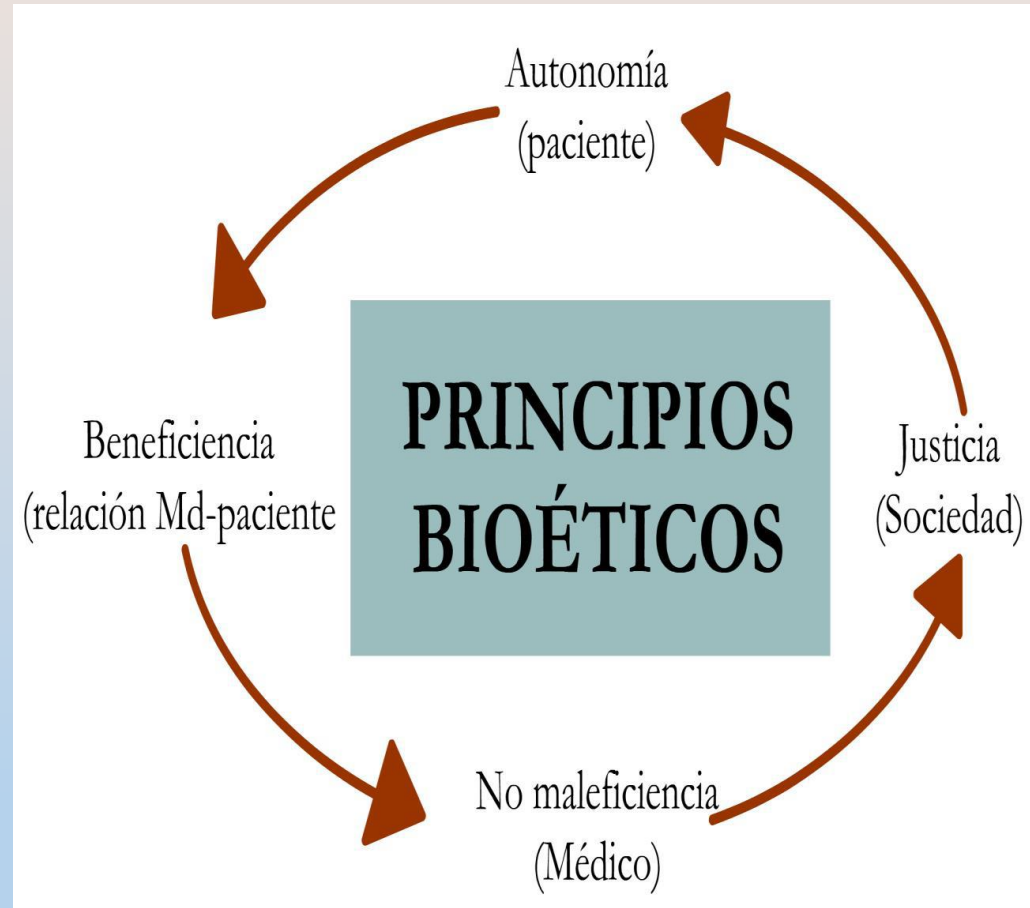 Autonomía
(paciente)
Beneficiencia
(relación Md-paciente
PRINCIPIOS
BIOÉTICOS
Justicia
(Sociedad)
No maleficiencia
(Médico)